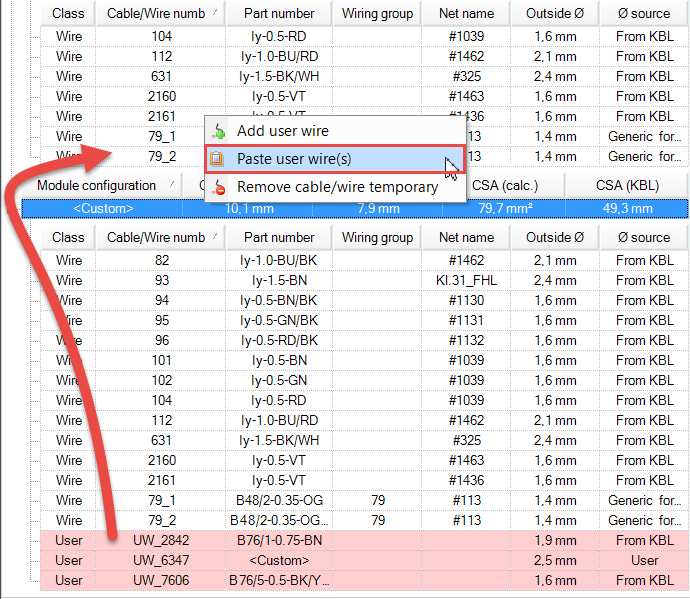 Class Cable/Wire numb Part number Wiring group Net name Outside Ø Ø source
Wire 104 Iy-0.5-RD #1039 1,6 mm From KBL
Wire 112 Iy-1.0-BU/RD #1462 2,1 mm From KBL
Wire 631 Iy-1.5-BK/WH #325 2,4 mm From KBL
Wire 2160 Iy-0.5-VT #1463 1,6 mm From KBL
Wire 2161 Iy-0.5-VT 1,6 mm From KBL
Wire 79_1 1,4 mm Generic for...
Wire 79_2 1,4 mm Generic for...
Add user wire
Paste user wire(s)
Remove cable/wire temporary
Module configuration CSA (calc.) CSA (KBL)
<Custom> 10,1 mm 7,9 mm 79,7 mm² 49,3 mm
Class Cable/Wire numb Part number Wiring group Net name Outside Ø Ø source
Wire 82 Iy-1.0-BU/BK #1462 2,1 mm From KBL
Wire 93 Iy-1.5-BN Kl.31_FHL 2,4 mm From KBL
Wire 94 Iy-0.5-BN/BK #1130 1,6 mm From KBL
Wire 95 Iy-0.5-GN/BK #1131 1,6 mm From KBL
Wire 96 Iy-0.5-RD/BK #1132 1,6 mm From KBL
Wire 101 Iy-0.5-BN #1039 1,6 mm From KBL
Wire 102 Iy-0.5-GN #1039 1,6 mm From KBL
Wire 104 Iy-0.5-RD #1039 1,6 mm From KBL
Wire 112 Iy-1.0-BU/RD #1462 2,1 mm From KBL
Wire 631 Iy-1.5-BK/WH #325 2,4 mm From KBL
Wire 2160 Iy-0.5-VT #1463 1,6 mm From KBL
Wire 2161 Iy-0.5-VT #1436 1,6 mm From KBL
Wire 79_1 B48/2-0.35-OG 79 #113 1,4 mm Generic for...
Wire 79_2 B48/2-0.35-OG... 79 #113 1,4 mm Generic for...
User UW_2842 B76/1-0.75-BN 1,9 mm From KBL
User UW_6347 <Custom> 2,5 mm User
User UW_7606 B76/5-0.5-BK/Y... 1,6 mm From KBL